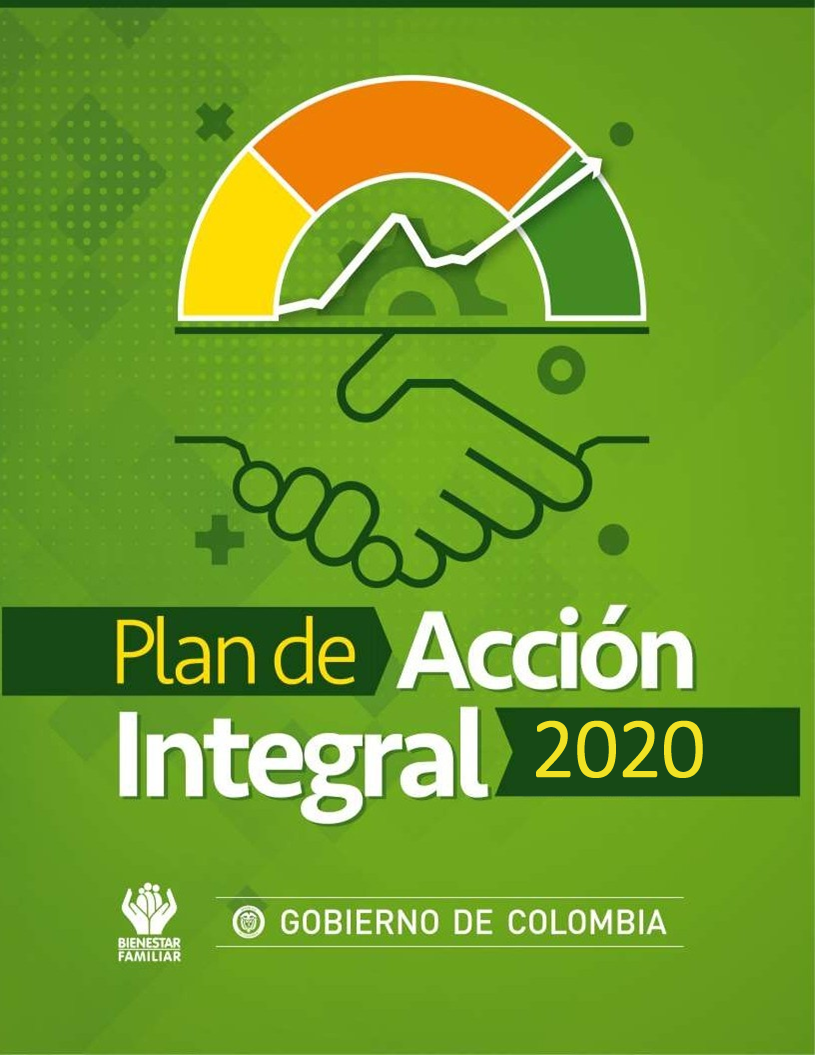 Plan de Acción
Integral 2020
BIENESTAR
FAMILIAR
GOBIERNO DE COLOMBIA